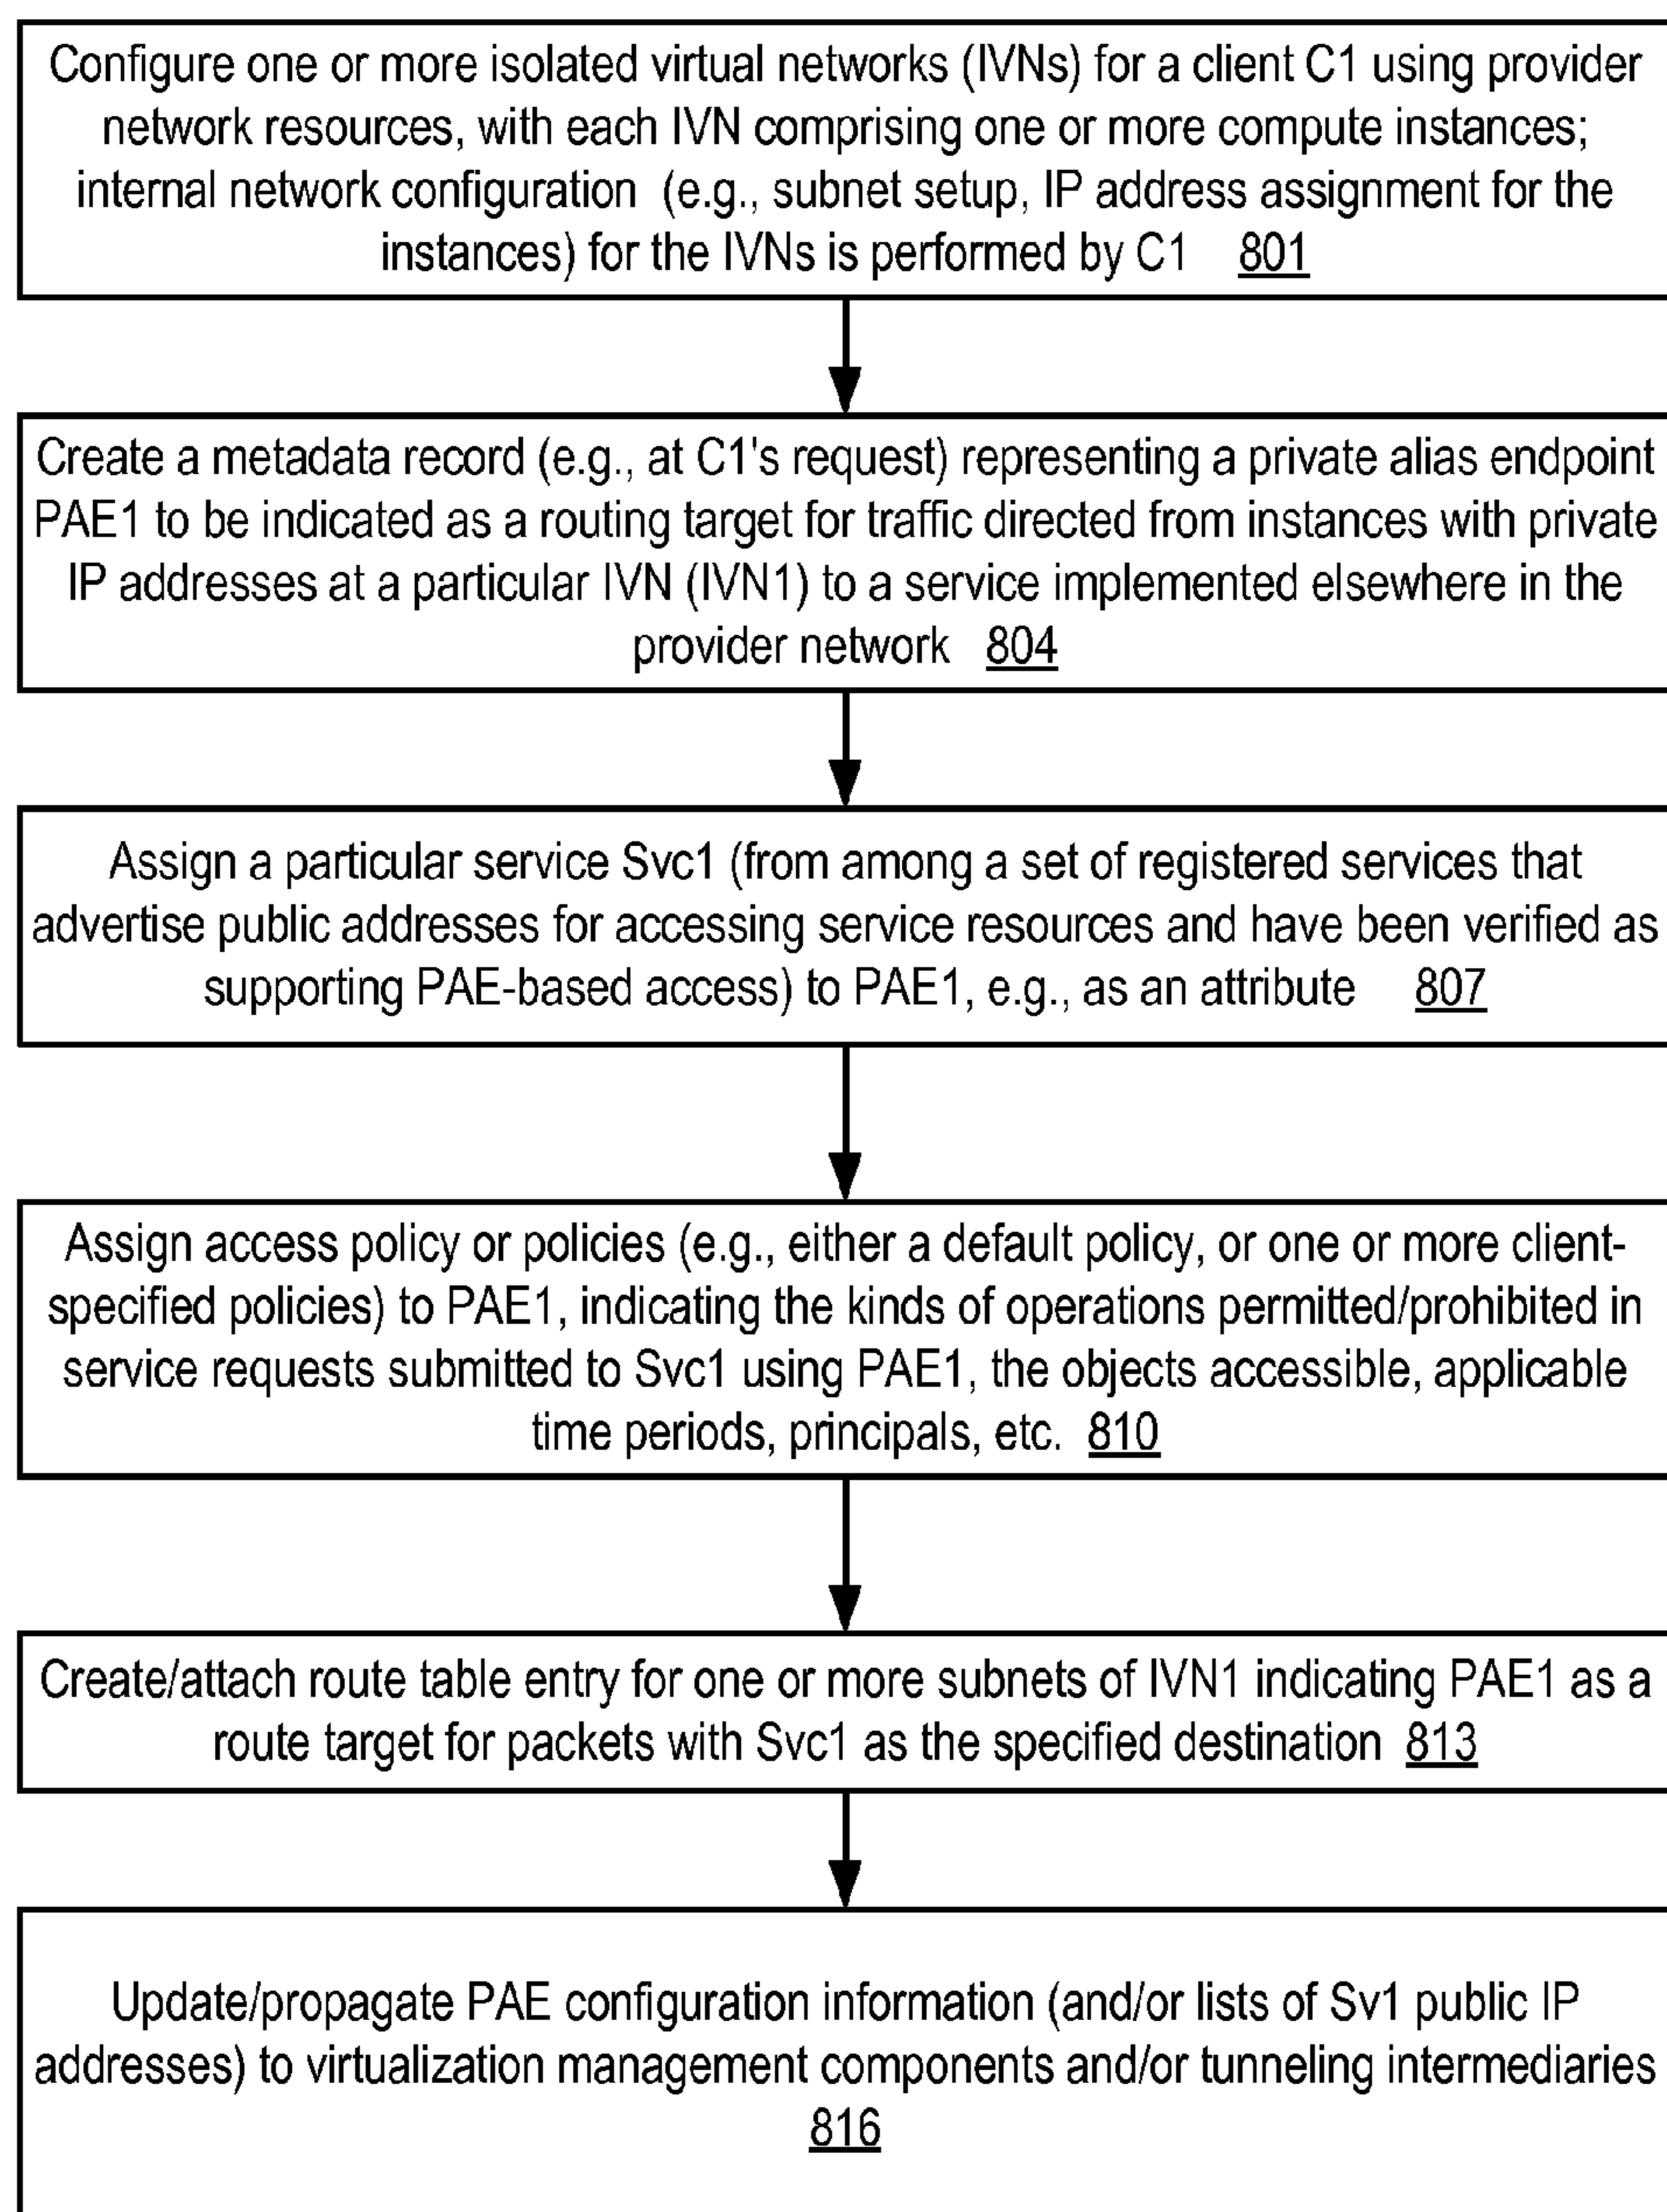 Configure one or more isolated virtual networks (IVNs) for a client C1 using provider
network resources, with each IVN comprising one or more compute instances;
internal network configuration (e.g., subnet setup, IP address assignment for the
instances) for the IVNs is performed by C1 801
Create a metadata record (e.g., at C1's request) representing a private alias endpoint
PAE1 to be indicated as a routing target for traffic directed from instances with private
IP addresses at a particular IVN (IVN1) to a service implemented elsewhere in the
provider network 804
Assign a particular service Svc1 (from among a set of registered services that
advertise public addresses for accessing service resources and have been verified as
supporting PAE-based access) to PAE1, e.g., as an attribute 807
Assign access policy or policies (e.g., either a default policy, or one or more client-
specified policies) to PAE1, indicating the kinds of operations permitted/prohibited in
service requests submitted to Svc1 using PAE1, the objects accessible, applicable
time periods, principals, etc. 810
Create/attach route table entry for one or more subnets of IVN1 indicating PAE1 as a
route target for packets with Svc1 as the specified destination 813
Update/propagate PAE configuration information (and/or lists of Sv1 public IP
addresses) to virtualization management components and/or tunneling intermediaries
816